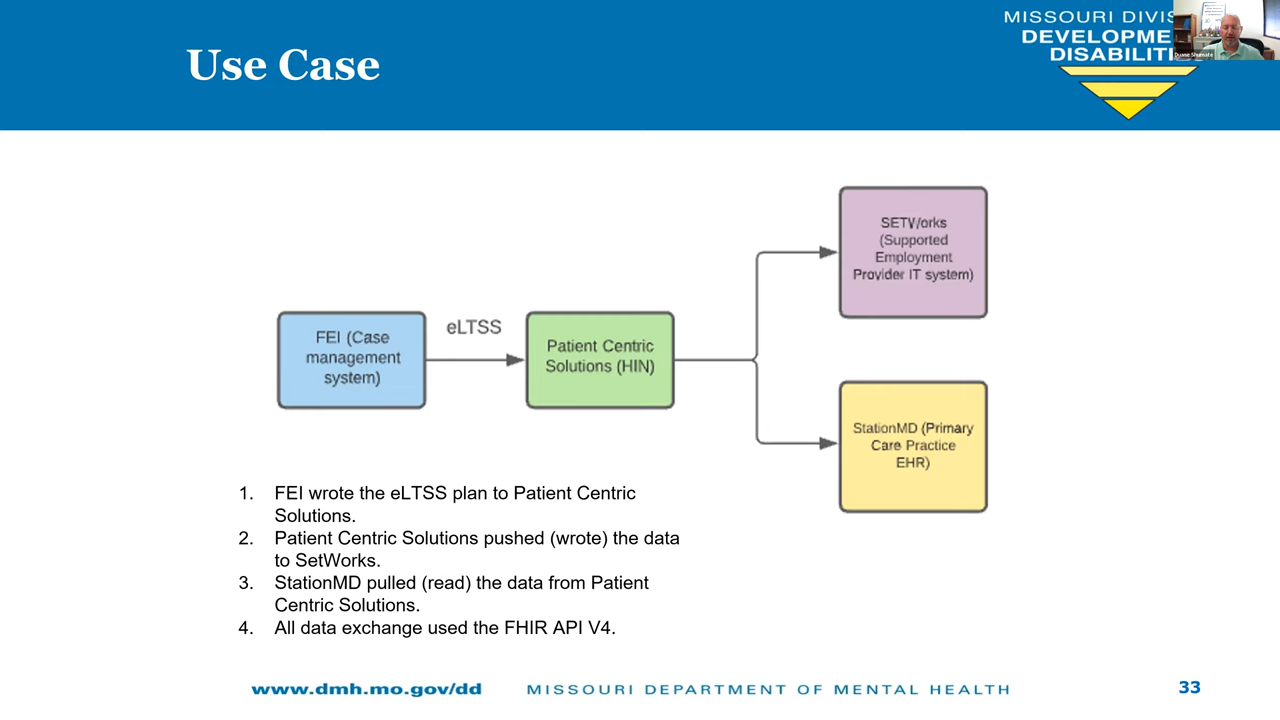 MISSOURI DIVIS
DEVELOPME
DISABILITI
Duane Shumate
Use Case
SETWorks
(Supported
Employment
Provider IT system)
FEI (Case
management
system)
eLTSS
Patient Centric
Solutions (HIN)
StationMD (Primary
Care Practice
EHR)
1. FEI wrote the eLTSS plan to Patient Centric
Solutions.
2. Patient Centric Solutions pushed (wrote) the data
to SetWorks.
3. StationMD pulled (read) the data from Patient
Centric Solutions.
4. All data exchange used the FHIR API V4.
www.dmh.mo.gov/dd
MISSOURI DEPARTMENT OF MENTAL HEALTH
33